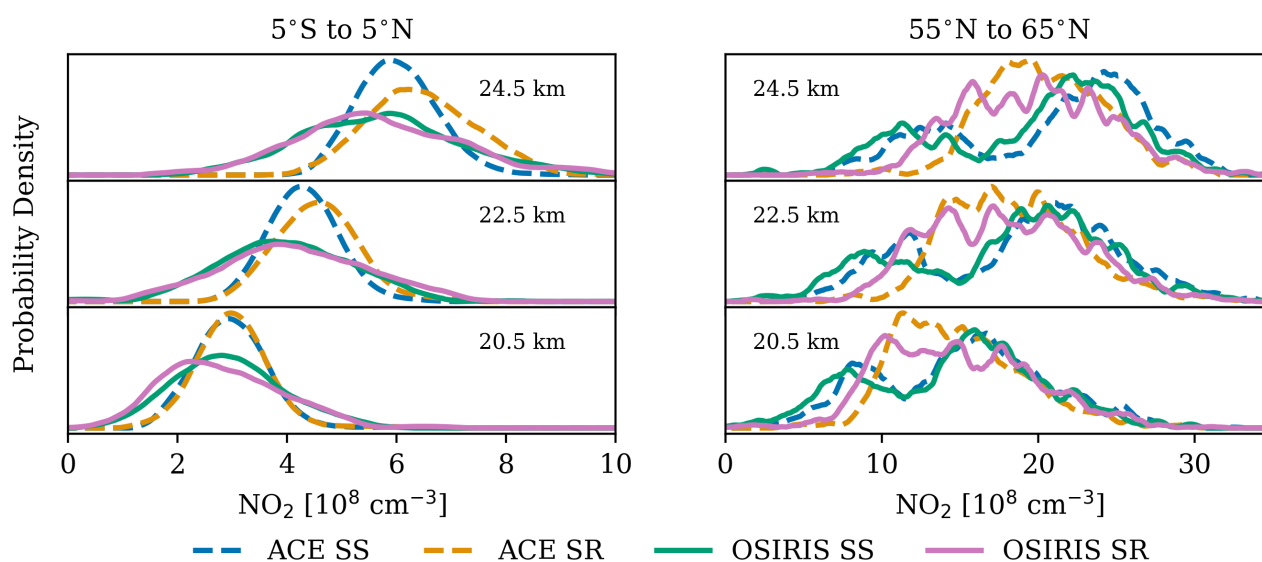 5°S to 5°N
55°N to 65°N
Probability Density
24.5 km
24.5 km
22.5 km
22.5 km
20.5 km
20.5 km
0 2 4 6 8 10
0 10 20 30
NO₂ [10⁸ cm⁻³]
NO₂ [10⁸ cm⁻³]
ACE SS ACE SR OSIRIS SS OSIRIS SR